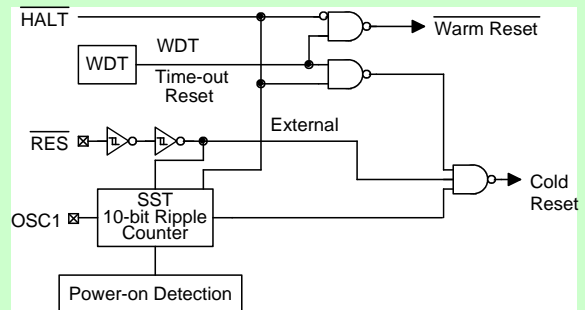 HALT
Warm Reset
WDT
WDT
Time-out
Reset
External
RES
Cold
Reset
SST
10-bit Ripple
Counter
OSC1
Power-on Detection